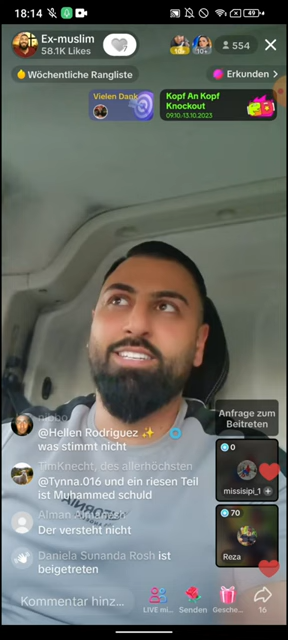 18:14
49
Ex-muslim
58.1K Likes
10+
554
Wöchentliche Rangliste
Erkunden
Vielen Dank
Kopf An Kopf
Knockout
09.10-13.10.2023
Anfrage zum
Beitreten
0
missisipi_1
70
Reza
@Hellen Rodriguez
was stimmt nicht
TimKnecht, des allerhöchsten
@Tynna.016 und ein riesen Teil
ist Muhammed schuld
Alman
Der versteht nicht
Daniela Sunanda Rosh ist
beigetreten
Kommentar hinz...
LIVE mi...
Senden
Gesche...
16